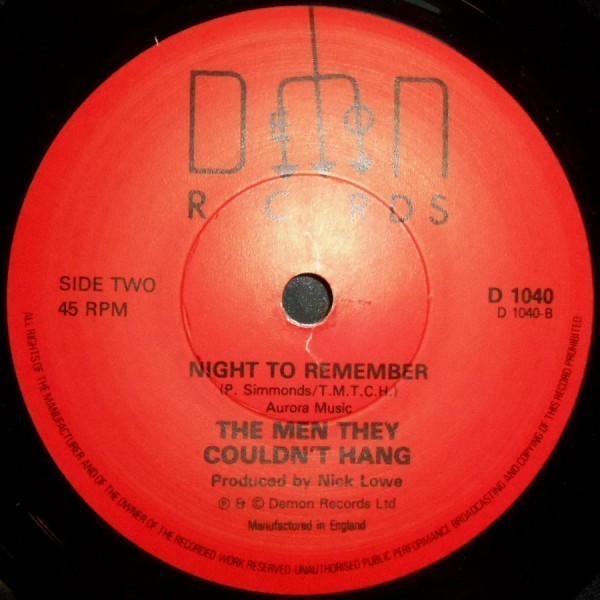 DEMON
RECORDS
SIDE TWO
45 RPM
D 1040
D 1040-B
NIGHT TO REMEMBER
(P. Simmonds/T.M.T.C.H.)
Aurora Music
THE MEN THEY
COULDN'T HANG
Produced by Nick Lowe
℗ & © Demon Records Ltd
Manufactured in England
ALL RIGHTS OF THE MANUFACTURER AND OF THE OWNER OF THE RECORDED WORK RESERVED·UNAUTHORISED PUBLIC PERFORMANCE BROADCASTING AND COPYING OF THIS RECORD PROHIBITED